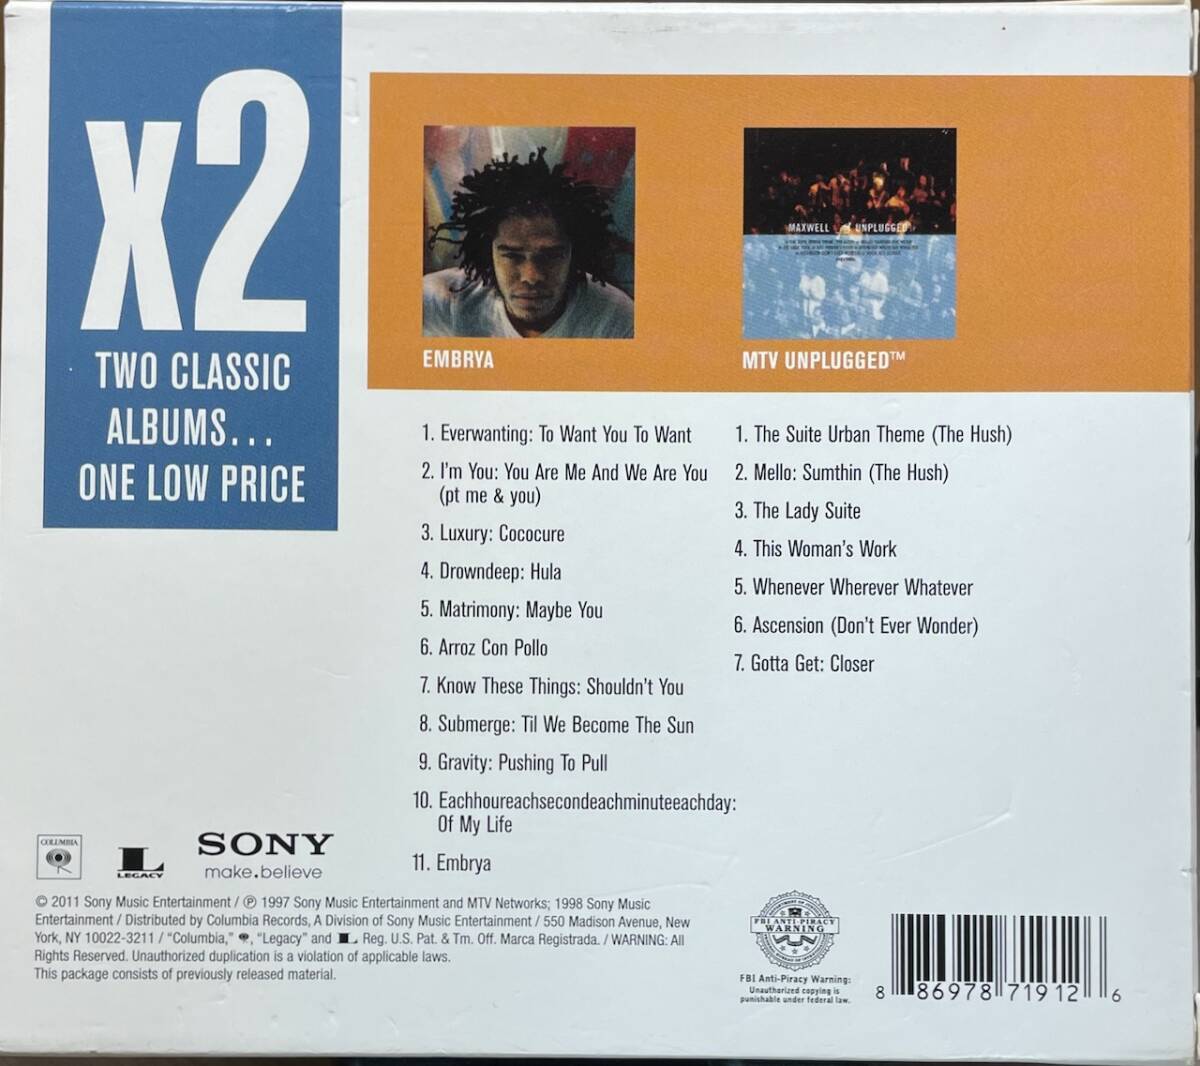 x2
TWO CLASSIC
ALBUMS...
ONE LOW PRICE
MAXWELL UNPLUGGED
EMBRYA
MTV UNPLUGGED™
1. Everwanting: To Want You To Want
2. I'm You: You Are Me And We Are You
(pt me & you)
3. Luxury: Cococure
4. Drowndeep: Hula
5. Matrimony: Maybe You
6. Arroz Con Pollo
7. Know These Things: Shouldn't You
8. Submerge: Til We Become The Sun
9. Gravity: Pushing To Pull
10. Eachhoureachsecondeachminuteeachday:
Of My Life
11. Embrya
1. The Suite Urban Theme (The Hush)
2. Mello: Sumthin (The Hush)
3. The Lady Suite
4. This Woman's Work
5. Whenever Wherever Whatever
6. Ascension (Don't Ever Wonder)
7. Gotta Get: Closer
COLUMBIA
LEGACY
SONY
make.believe
© 2011 Sony Music Entertainment / ℗ 1997 Sony Music Entertainment and MTV Networks; 1998 Sony Music
Entertainment / Distributed by Columbia Records, A Division of Sony Music Entertainment / 550 Madison Avenue, New
York, NY 10022-3211 / "Columbia," , "Legacy" and L Reg. U.S. Pat. & Tm. Off. Marca Registrada. / WARNING: All
Rights Reserved. Unauthorized duplication is a violation of applicable laws.
This package consists of previously released material.
FBI ANTI-PIRACY
WARNING
FBI Anti-Piracy Warning:
Unauthorized copying is
punishable under federal law.
8 86978 71912 6